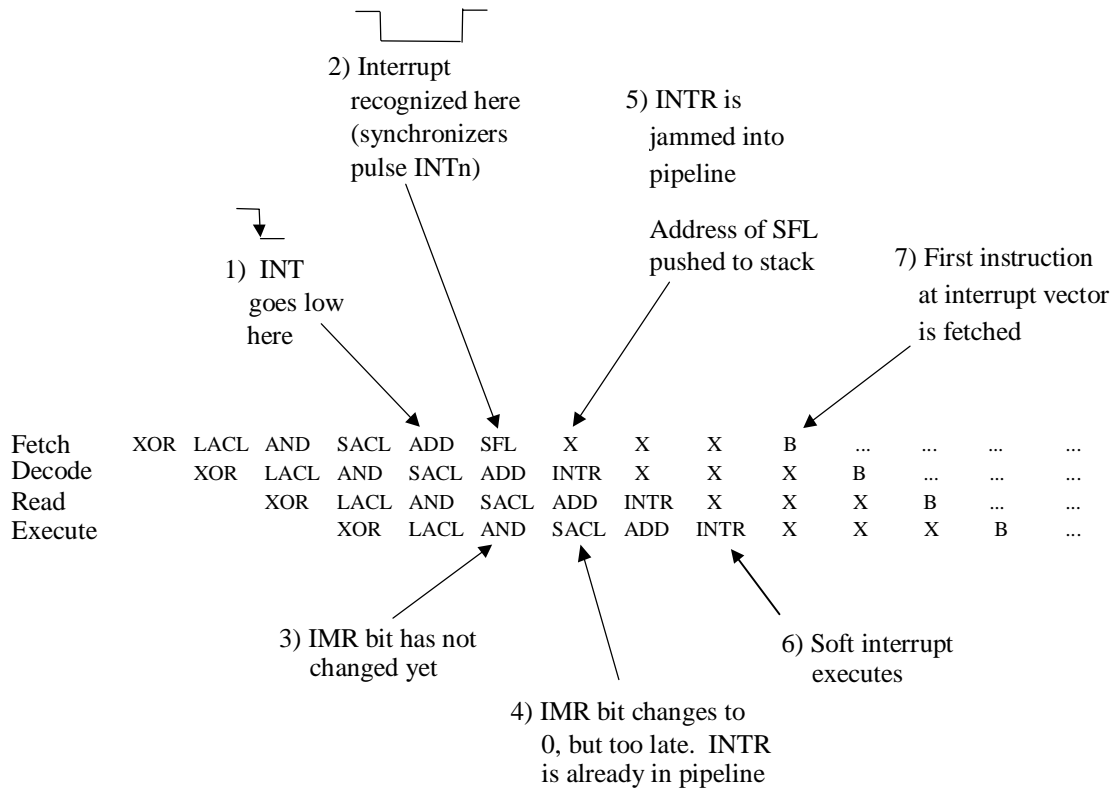 2) Interrupt
recognized here
(synchronizers
pulse INTn)
5) INTR is
jammed into
pipeline
Address of SFL
pushed to stack
1) INT
goes low
here
7) First instruction
at interrupt vector
is fetched
Fetch XOR LACL AND SACL ADD SFL X X X B ... ... ... ...
Decode XOR LACL AND SACL ADD INTR X X X B ... ... ...
Read XOR LACL AND SACL ADD INTR X X X B ... ...
Execute XOR LACL AND SACL ADD INTR X X X B ...
3) IMR bit has not
changed yet
6) Soft interrupt
executes
4) IMR bit changes to
0, but too late. INTR
is already in pipeline